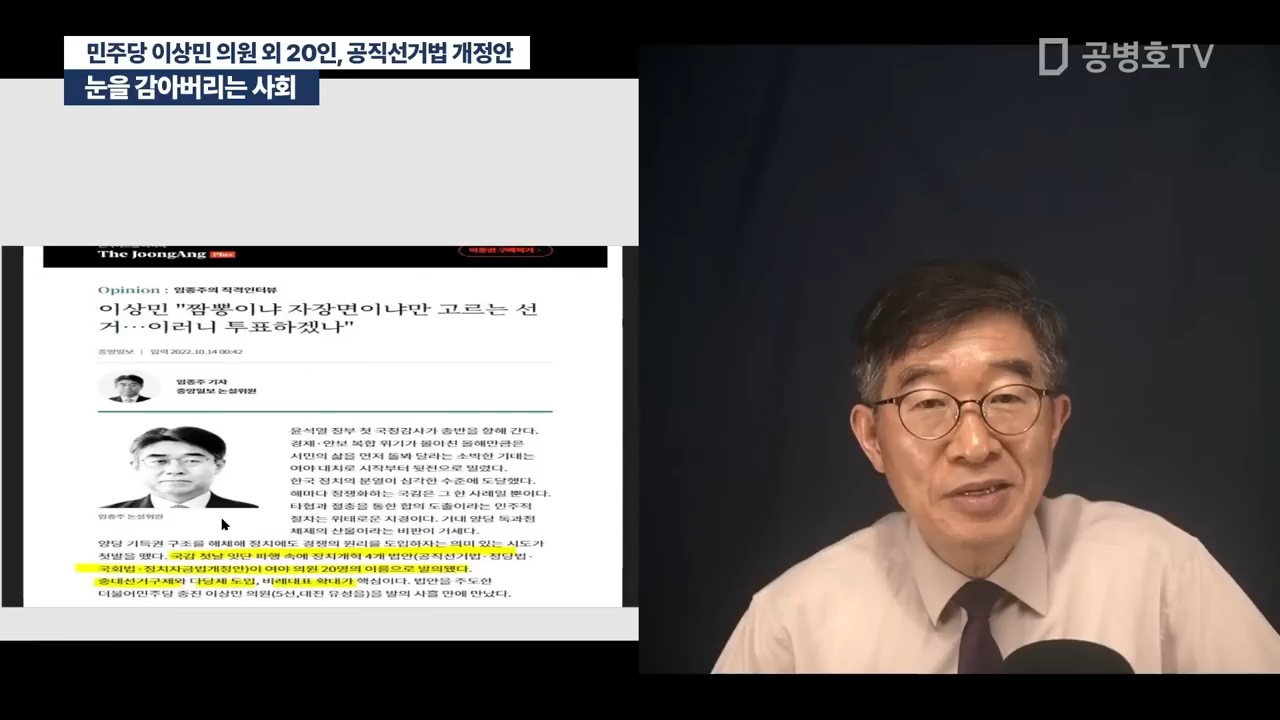 민주당 이상민 의원 외 20인, 공직선거법 개정안
눈을 감아버리는 사회
공병호TV
The JoongAng Plus
Opinion : 임종주의 직격인터뷰
이상민 "짬뽕이냐 자장면이냐만 고르는 선
거…이러니 투표하겠나"
중앙일보 | 입력 2022.10.14 00:42
임종주 기자
중앙일보 논설위원
임종주 논설위원
윤석열 정부 첫 국정감사가 종반을 향해 간다.
경제·안보 복합 위기가 몰아친 올해만큼은
서민의 삶을 먼저 돌봐 달라는 소박한 기대는
여야 대치로 시작부터 뒷전으로 밀렸다.
한국 정치의 분열이 심각한 수준에 도달했다.
해마다 정쟁화하는 국감은 그 한 사례일 뿐이다.
타협과 절충을 통한 합의 도출이라는 민주적
절차는 위태로운 지경이다. 거대 양당 독과점
체제의 산물이라는 비판이 거세다.
양당 기득권 구조를 해체해 정치에도 경쟁의 원리를 도입하자는 의미 있는 시도가
첫발을 뗐다. 국감 첫날 잇단 파행 속에 정치개혁 4개 법안(공직선거법·정당법·
국회법·정치자금법개정안)이 여야 의원 20명의 이름으로 발의됐다.
중대선거구제와 다당제 도입, 비례대표 확대가 핵심이다. 법안을 주도한
더불어민주당 중진 이상민 의원(5선,대전 유성을)을 발의 사흘 만에 만났다.